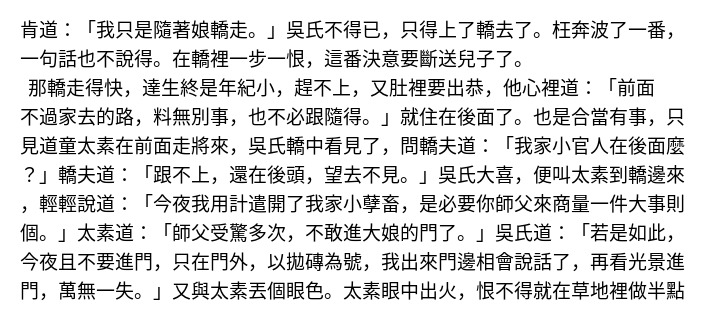 肯道：「我只是隨著娘轎走。」吳氏不得已，只得上了轎去了。枉奔波了一番，
一句話也不說得。在轎裡一步一恨，這番決意要斷送兒子了。
那轎走得快，達生終是年紀小，趕不上，又肚裡要出恭，他心裡道：「前面
不過家去的路，料無別事，也不必跟隨得。」就住在後面了。也是合當有事，只
見道童太素在前面走將來，吳氏轎中看見了，問轎夫道：「我家小官人在後面麼
？」轎夫道：「跟不上，還在後頭，望去不見。」吳氏大喜，便叫太素到轎邊來
，輕輕說道：「今夜我用計遣開了我家小孽畜，是必要你師父來商量一件大事則
個。」太素道：「師父受驚多次，不敢進大娘的門了。」吳氏道：「若是如此，
今夜且不要進門，只在門外，以拋磚為號，我出來門邊相會說話了，再看光景進
門，萬無一失。」又與太素丟個眼色。太素眼中出火，恨不得就在草地裡做半點